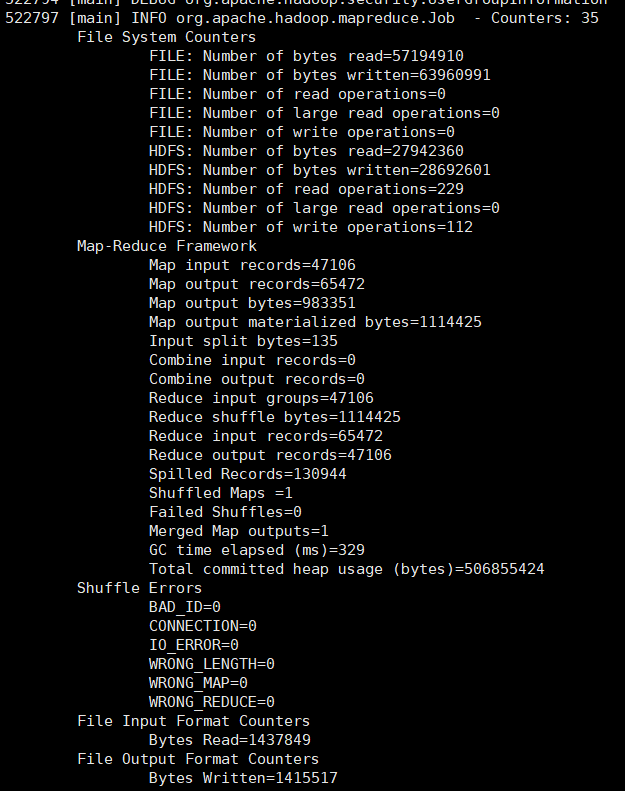 522794 [main] DEBUG org.apache.hadoop.security.UserGroupInformation
522797 [main] INFO org.apache.hadoop.mapreduce.Job  - Counters: 35
File System Counters
FILE: Number of bytes read=57194910
FILE: Number of bytes written=63960991
FILE: Number of read operations=0
FILE: Number of large read operations=0
FILE: Number of write operations=0
HDFS: Number of bytes read=27942360
HDFS: Number of bytes written=28692601
HDFS: Number of read operations=229
HDFS: Number of large read operations=0
HDFS: Number of write operations=112
Map-Reduce Framework
Map input records=47106
Map output records=65472
Map output bytes=983351
Map output materialized bytes=1114425
Input split bytes=135
Combine input records=0
Combine output records=0
Reduce input groups=47106
Reduce shuffle bytes=1114425
Reduce input records=65472
Reduce output records=47106
Spilled Records=130944
Shuffled Maps =1
Failed Shuffles=0
Merged Map outputs=1
GC time elapsed (ms)=329
Total committed heap usage (bytes)=506855424
Shuffle Errors
BAD_ID=0
CONNECTION=0
IO_ERROR=0
WRONG_LENGTH=0
WRONG_MAP=0
WRONG_REDUCE=0
File Input Format Counters
Bytes Read=1437849
File Output Format Counters
Bytes Written=1415517